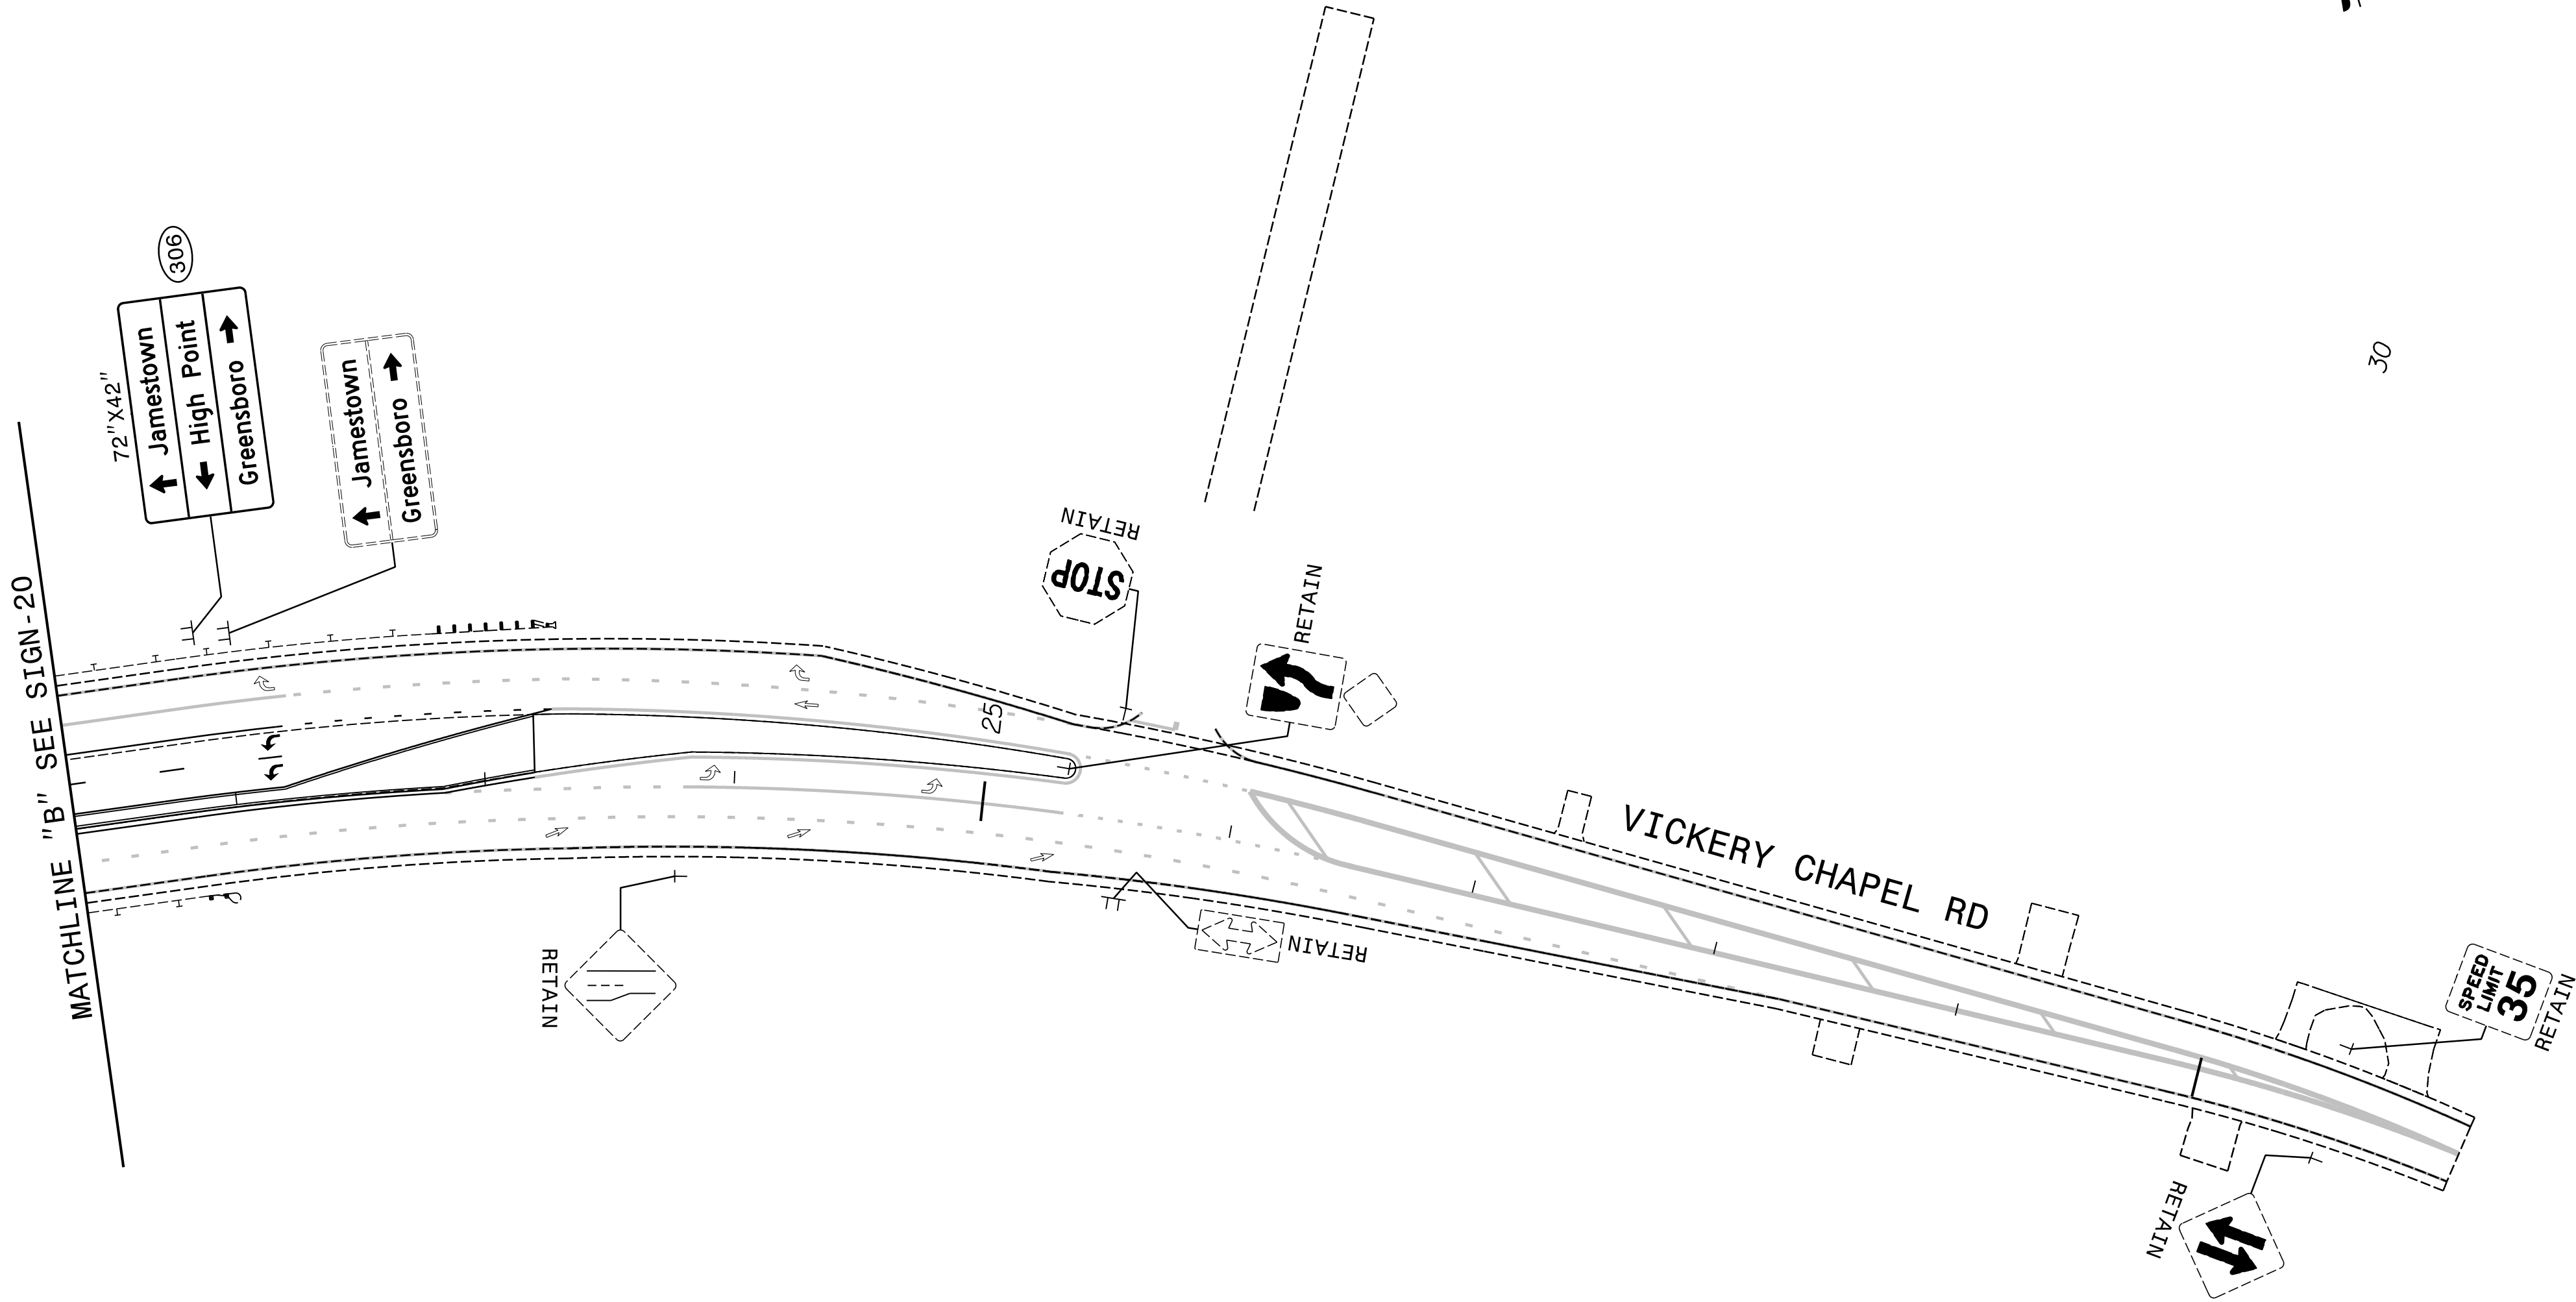 306
72"X42"
Jamestown
High Point
Greensboro
Jamestown
Greensboro
MATCHLINE "B" SEE SIGN-20
STOP
RETAIN
RETAIN
25
30
VICKERY CHAPEL RD
RETAIN
RETAIN
SPEED
LIMIT
35
RETAIN
RETAIN